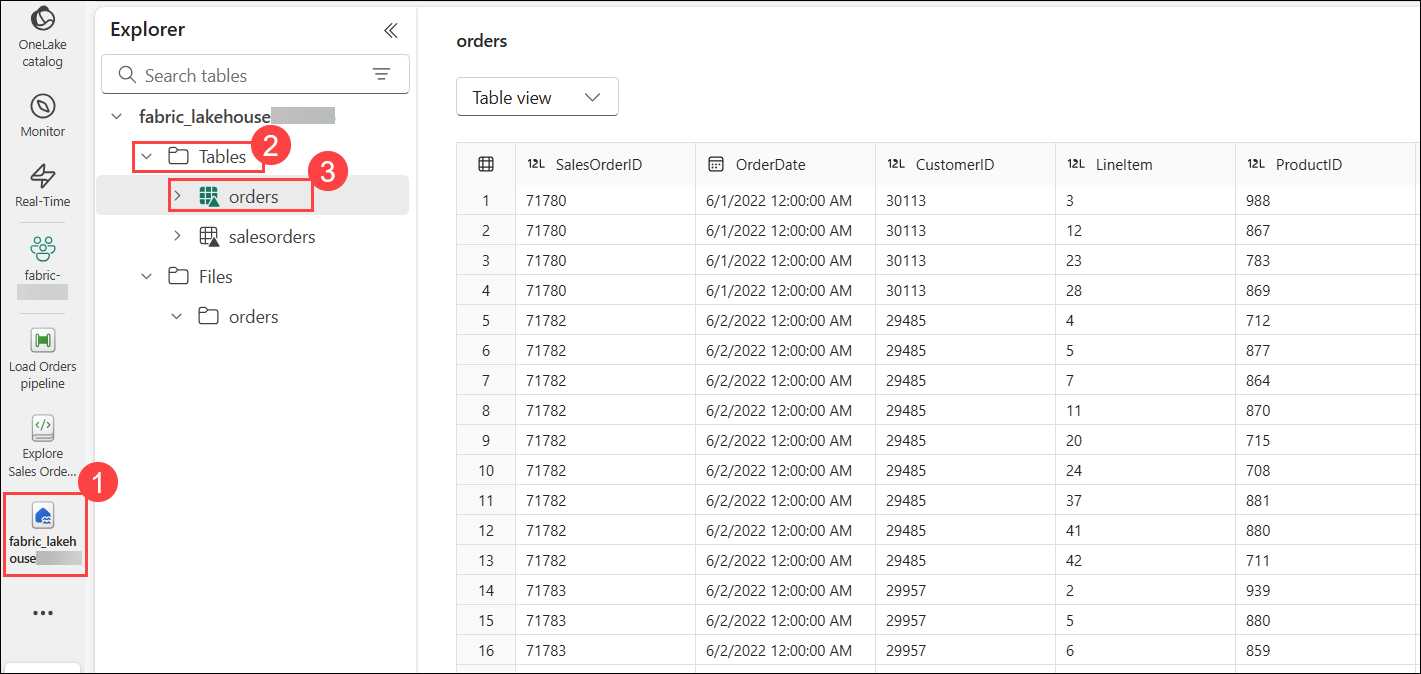 OneLake
catalog
Monitor
Real-Time
fabric-
Load Orders
pipeline
Explore
Sales Orde...
1
fabric_lakeh
ouse
Explorer
Search tables
fabric_lakehouse
2
Tables
3
orders
salesorders
Files
orders
orders
Table view
12L SalesOrderID OrderDate 12L CustomerID 12L LineItem 12L ProductID
1 71780 6/1/2022 12:00:00 AM 30113 3 988
2 71780 6/1/2022 12:00:00 AM 30113 12 867
3 71780 6/1/2022 12:00:00 AM 30113 23 783
4 71780 6/1/2022 12:00:00 AM 30113 28 869
5 71782 6/2/2022 12:00:00 AM 29485 4 712
6 71782 6/2/2022 12:00:00 AM 29485 5 877
7 71782 6/2/2022 12:00:00 AM 29485 7 864
8 71782 6/2/2022 12:00:00 AM 29485 11 870
9 71782 6/2/2022 12:00:00 AM 29485 20 715
10 71782 6/2/2022 12:00:00 AM 29485 24 708
11 71782 6/2/2022 12:00:00 AM 29485 37 881
12 71782 6/2/2022 12:00:00 AM 29485 41 880
13 71782 6/2/2022 12:00:00 AM 29485 42 711
14 71783 6/2/2022 12:00:00 AM 29957 2 939
15 71783 6/2/2022 12:00:00 AM 29957 5 880
16 71783 6/2/2022 12:00:00 AM 29957 6 859